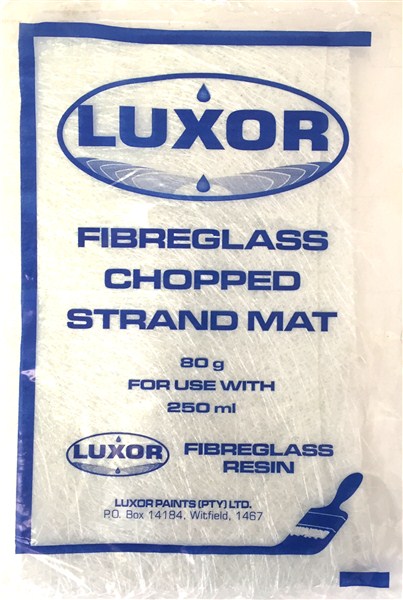 LUXOR
FIBREGLASS
CHOPPED
STRAND MAT
80 g
FOR USE WITH
250 ml
LUXOR FIBREGLASS
RESIN
LUXOR PAINTS (PTY) LTD.
P.O. Box 14184, Witfield, 1467